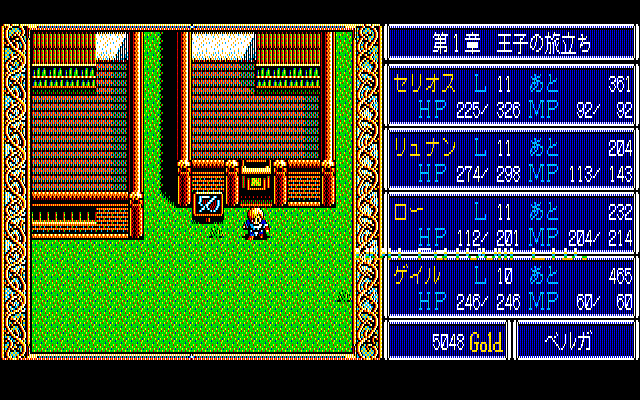 第1章 王子の旅立ち
セリオス L 11 あと 361
HP 225/ 326 MP 92/ 92
リュナン L 11 あと 204
HP 274/ 298 MP 113/ 143
ロー L 11 あと 232
HP 112/ 201 MP 204/ 214
ゲイル L 10 あと 465
HP 246/ 246 MP 60/ 60
5048 Gold ベルガ